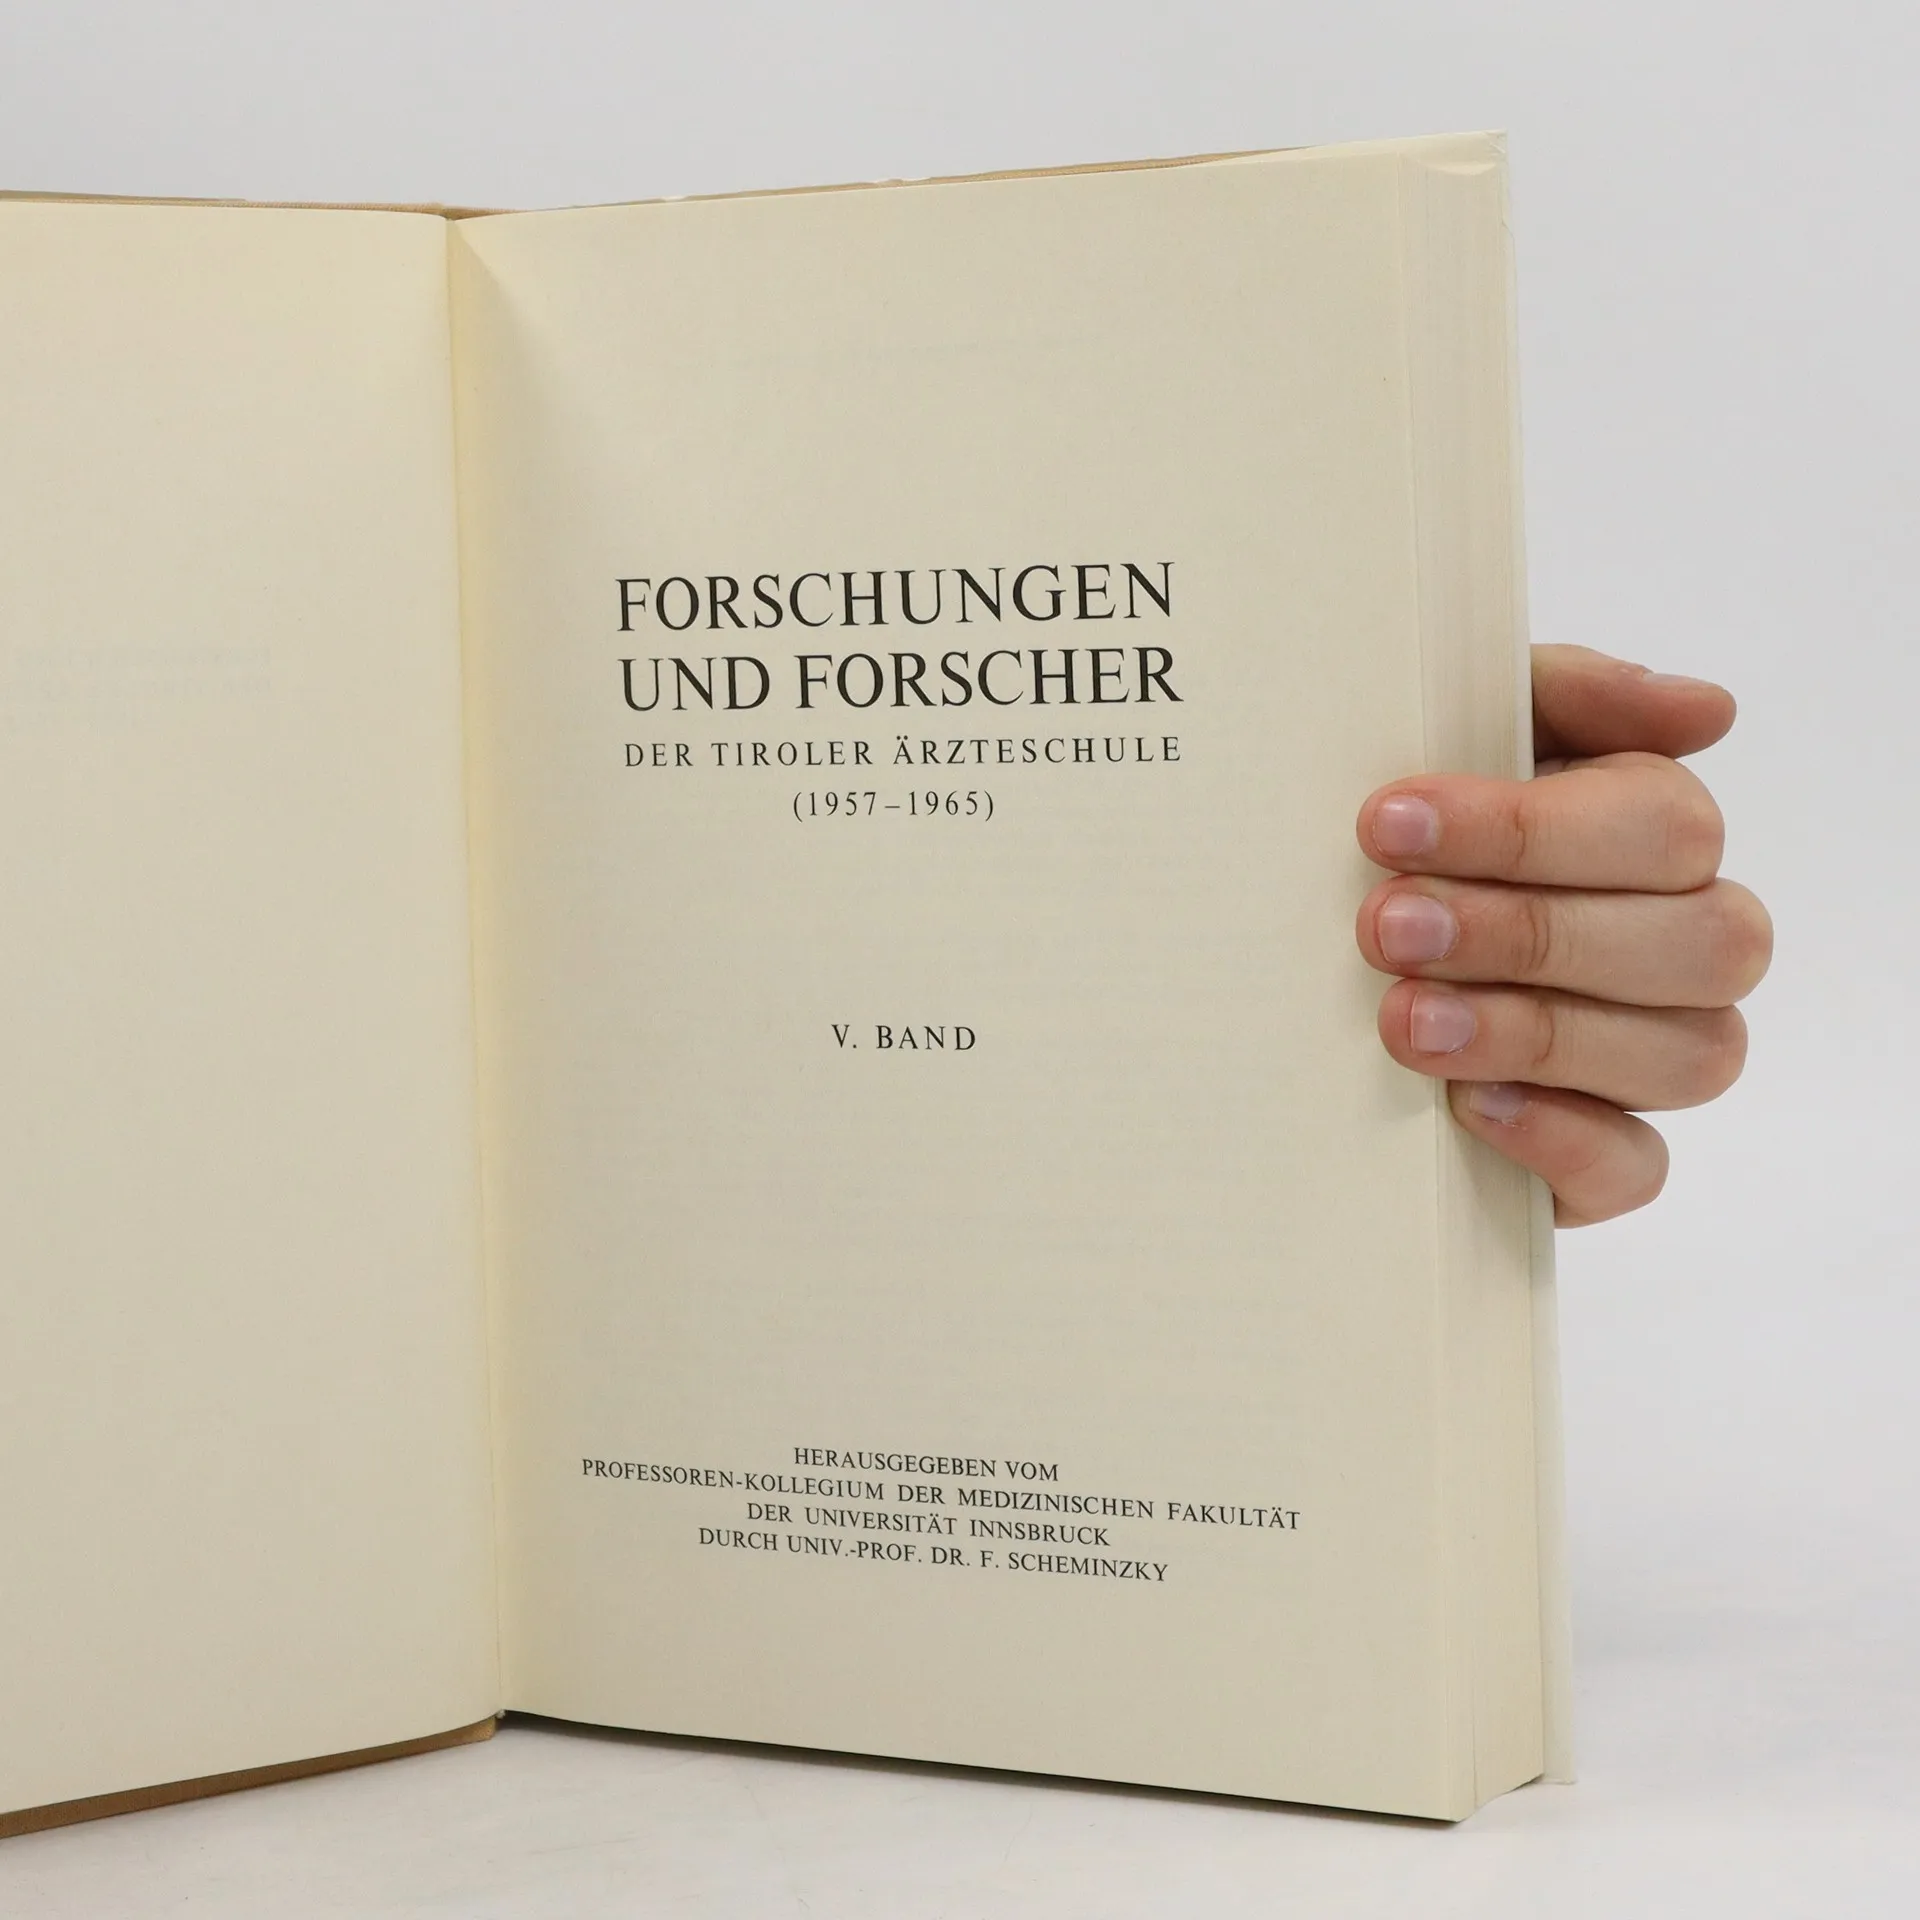 FORSCHUNGEN
UND FORSCHER
DER TIROLER ÄRZTESCHULE
(1957–1965)
V. BAND
HERAUSGEGEBEN VOM
PROFESSOREN-KOLLEGIUM DER MEDIZINISCHEN FAKULTÄT
DER UNIVERSITÄT INNSBRUCK
DURCH UNIV.-PROF. DR. F. SCHEMINZKY